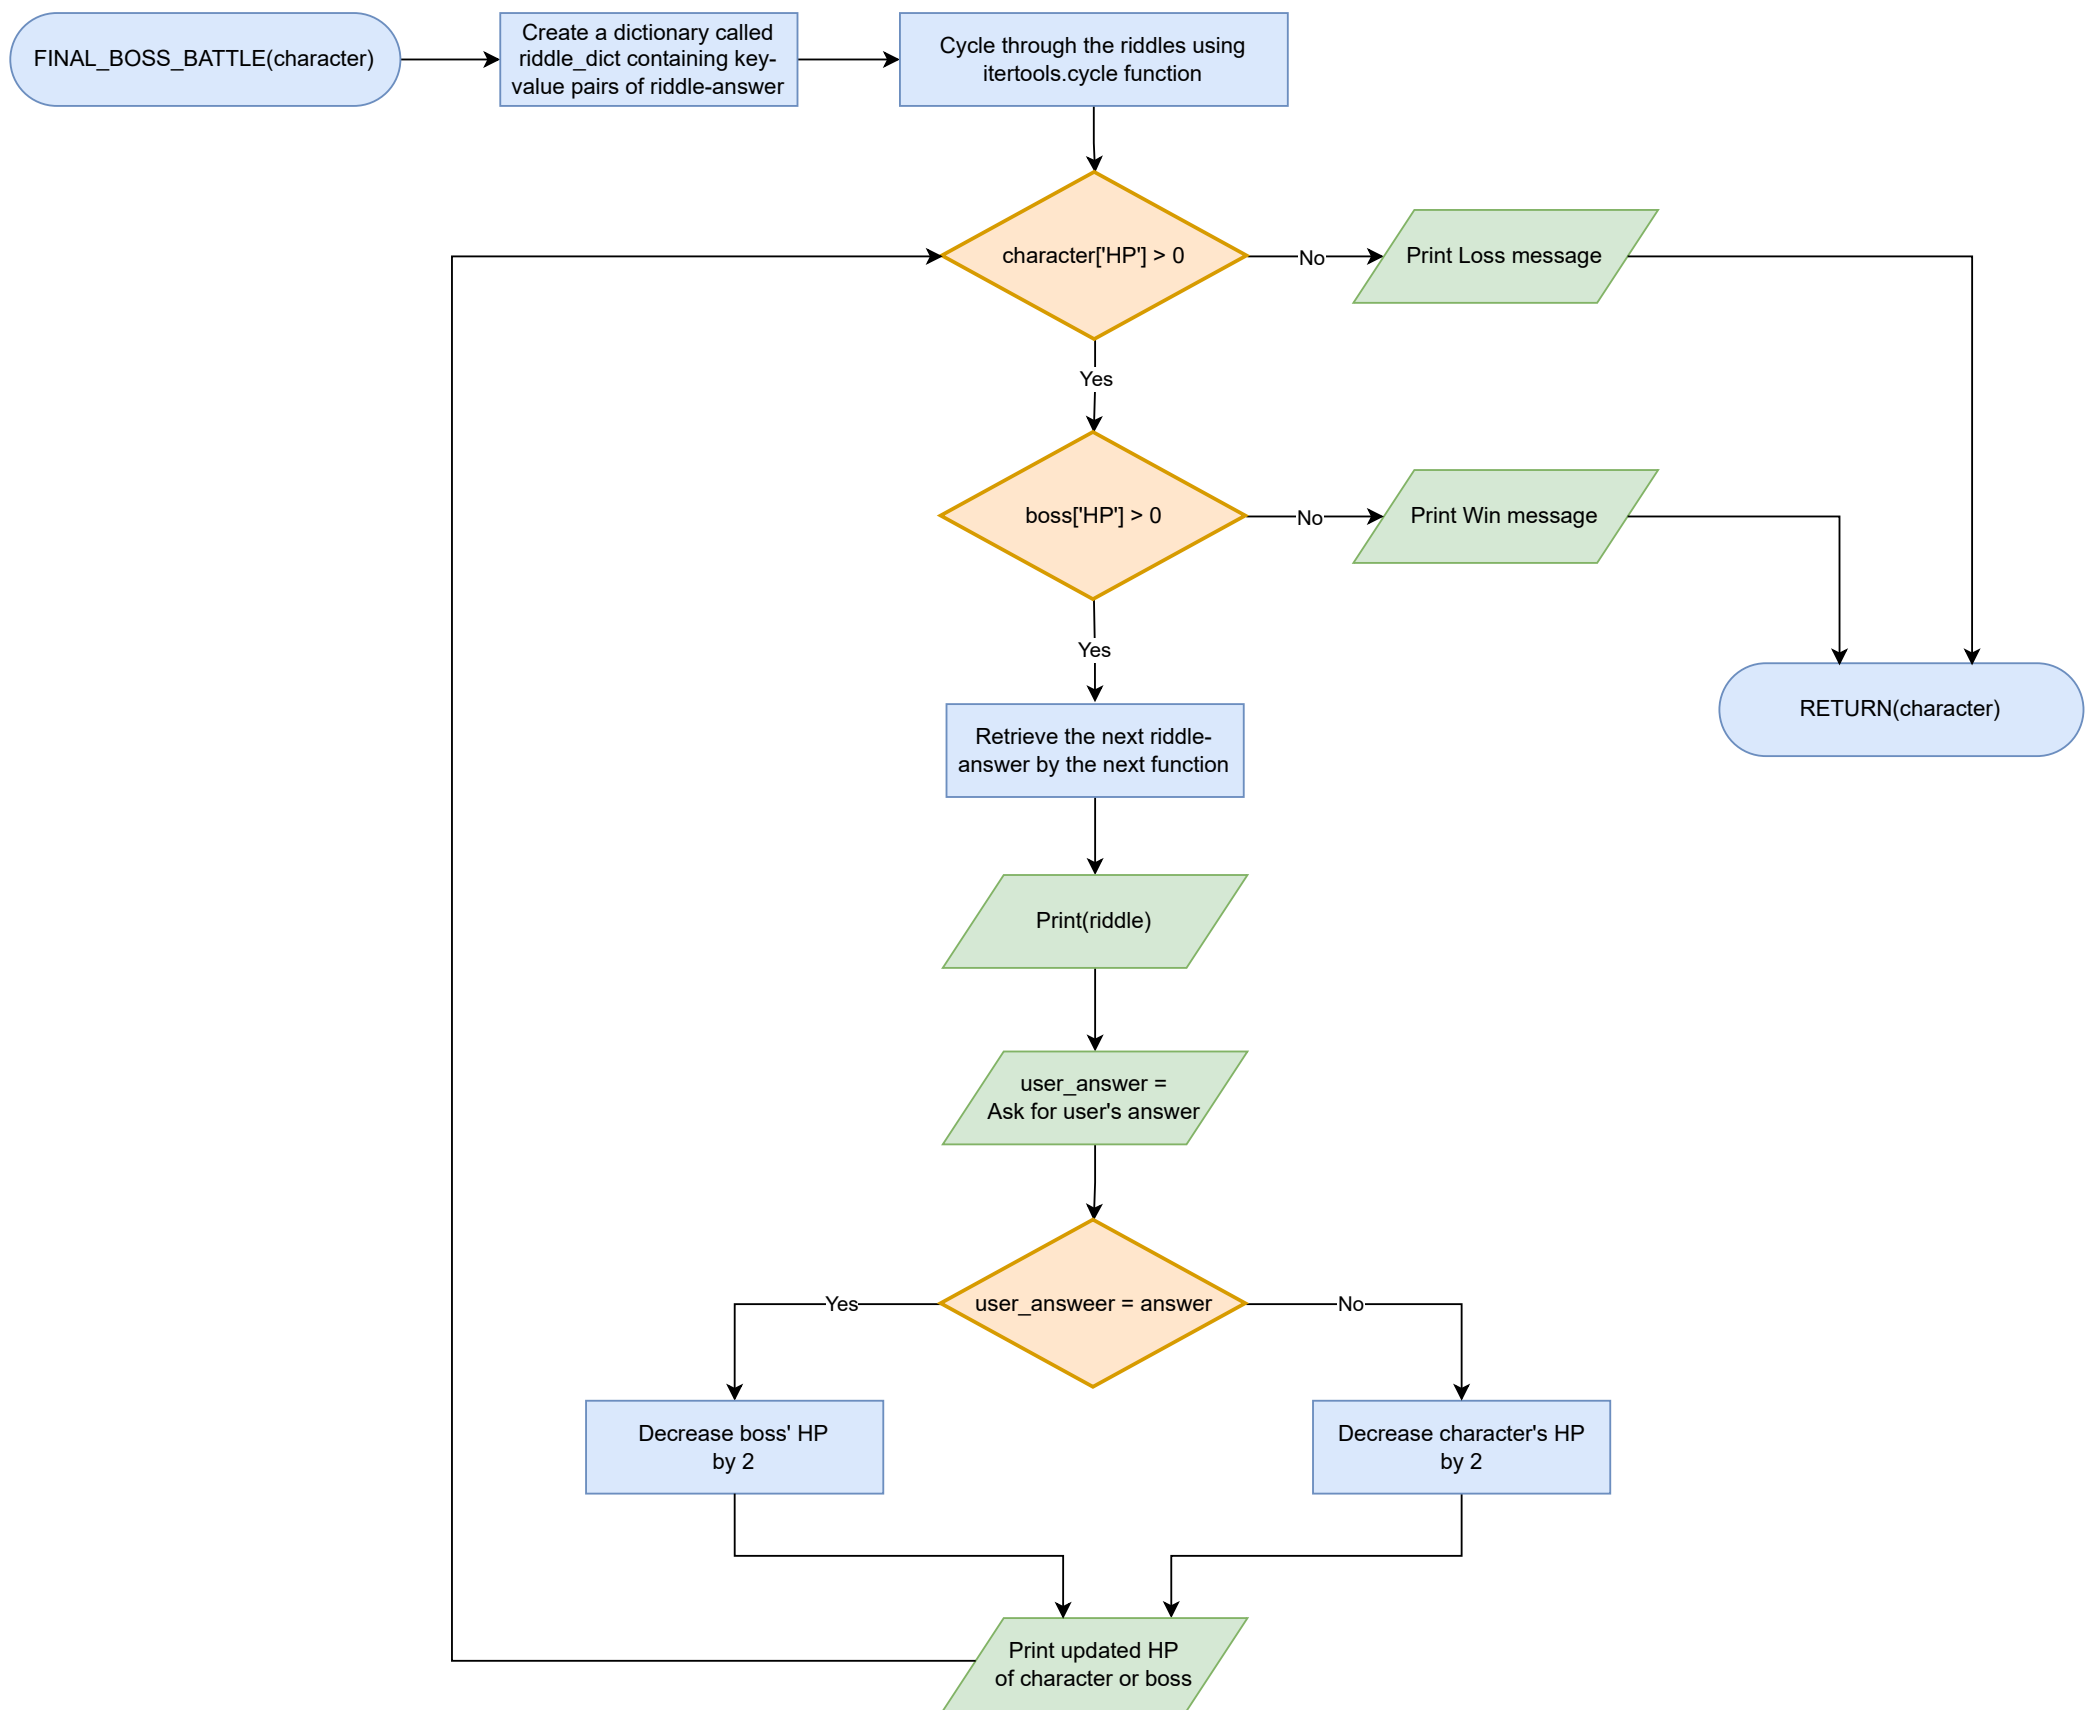 FINAL_BOSS_BATTLE(character)
Create a dictionary called
riddle_dict containing key-
value pairs of riddle-answer
Cycle through the riddles using
itertools.cycle function
character['HP'] > 0
No
Print Loss message
Yes
boss['HP'] > 0
No
Print Win message
Yes
RETURN(character)
Retrieve the next riddle-
answer by the next function
Print(riddle)
user_answer =
Ask for user's answer
user_answeer = answer
Yes
No
Decrease boss' HP
by 2
Decrease character's HP
by 2
Print updated HP
of character or boss